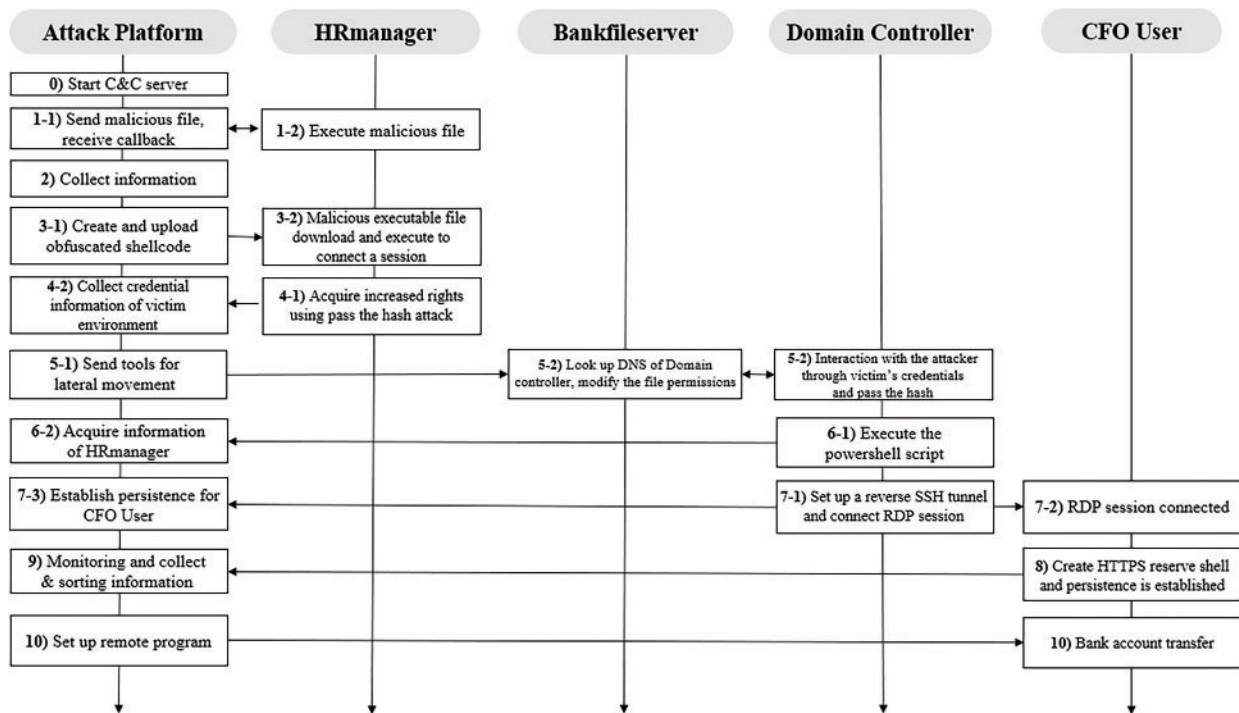 Attack Platform
HRmanager
Bankfileserver
Domain Controller
CFO User
0) Start C&C server
1-1) Send malicious file,
receive callback
1-2) Execute malicious file
2) Collect information
3-1) Create and upload
obfuscated shellcode
3-2) Malicious executable file
download and execute to
connect a session
4-2) Collect credential
information of victim
environment
4-1) Acquire increased rights
using pass the hash attack
5-1) Send tools for
lateral movement
5-2) Look up DNS of Domain
controller, modify the file permissions
5-2) Interaction with the attacker
through victim's credentials
and pass the hash
6-2) Acquire information
of HRmanager
6-1) Execute the
powershell script
7-3) Establish persistence for
CFO User
7-1) Set up a reverse SSH tunnel
and connect RDP session
7-2) RDP session connected
9) Monitoring and collect
& sorting information
8) Create HTTPS reserve shell
and persistence is established
10) Set up remote program
10) Bank account transfer